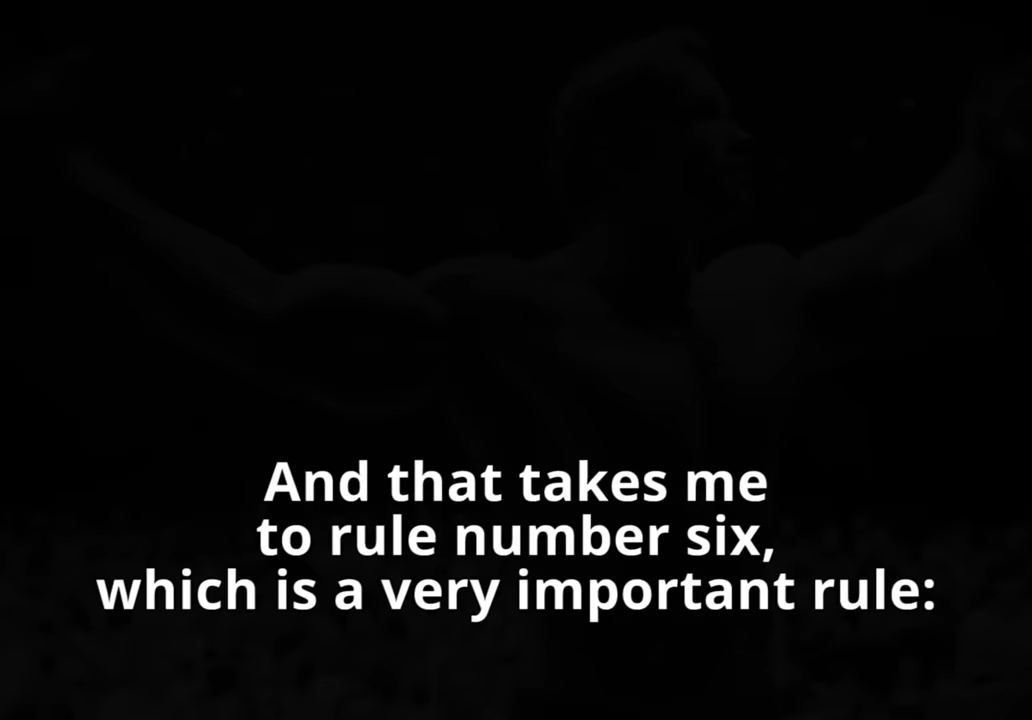 And that takes me
to rule number six,
which is a very important rule: